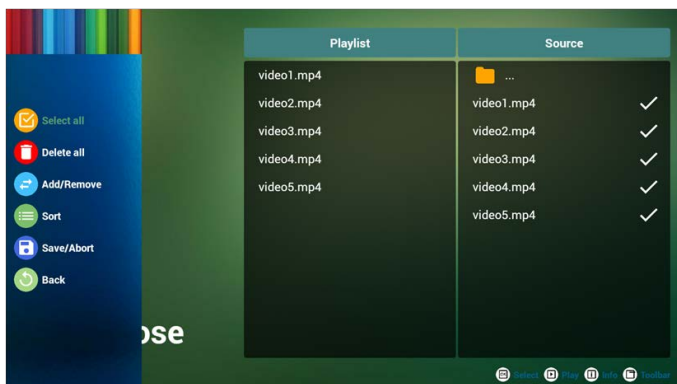 Playlist
Source
video1.mp4
video2.mp4
video3.mp4
video4.mp4
video5.mp4
...
video1.mp4
video2.mp4
video3.mp4
video4.mp4
video5.mp4
Select all
Delete all
Add/Remove
Sort
Save/Abort
Back
ose
Select
Play
Info
Toolbar